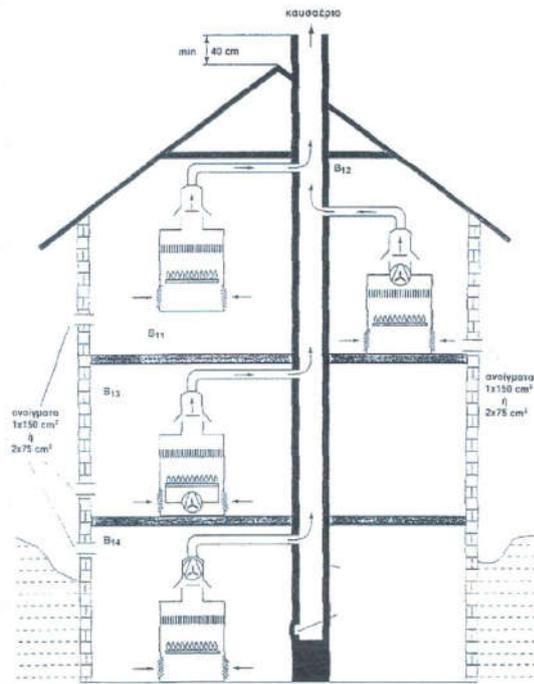 καυσαέριο
min 40 cm
B12
B11
ανοίγματα
1x150 cm²
ή
2x75 cm²
B13
ανοίγματα
1x150 cm²
ή
2x75 cm²
B14